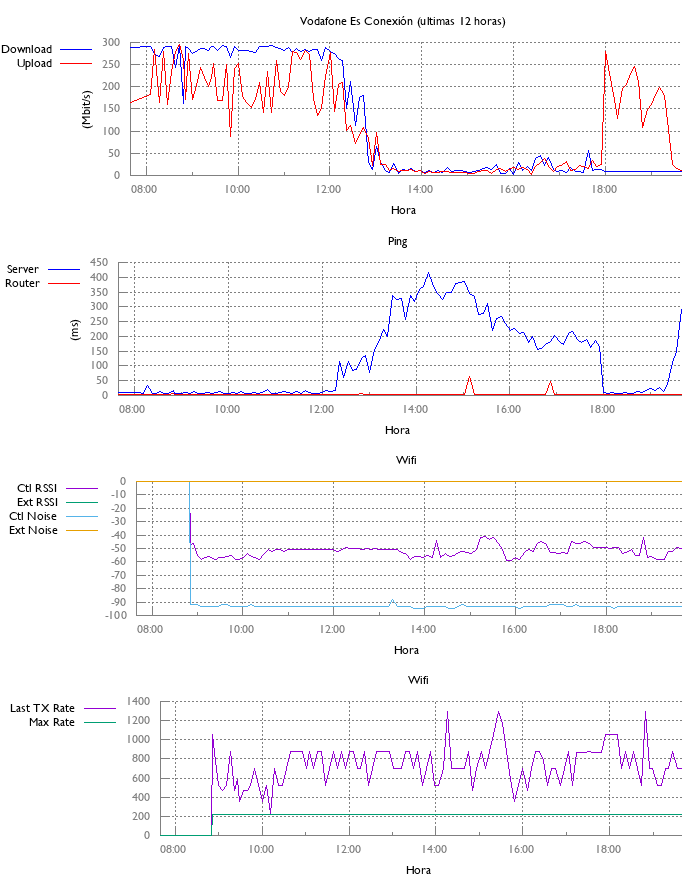 Vodafone Es Conexión (ultimas 12 horas)
Download
Upload
(Mbit/s)
300
250
200
150
100
50
0
08:00 10:00 12:00 14:00 16:00 18:00
Hora
Ping
Server
Router
(ms)
450
400
350
300
250
200
150
100
50
0
08:00 10:00 12:00 14:00 16:00 18:00
Hora
Wifi
Ctl RSSI
Ext RSSI
Ctl Noise
Ext Noise
0
-10
-20
-30
-40
-50
-60
-70
-80
-90
-100
08:00 10:00 12:00 14:00 16:00 18:00
Hora
Wifi
Last TX Rate
Max Rate
1400
1200
1000
800
600
400
200
0
08:00 10:00 12:00 14:00 16:00 18:00
Hora